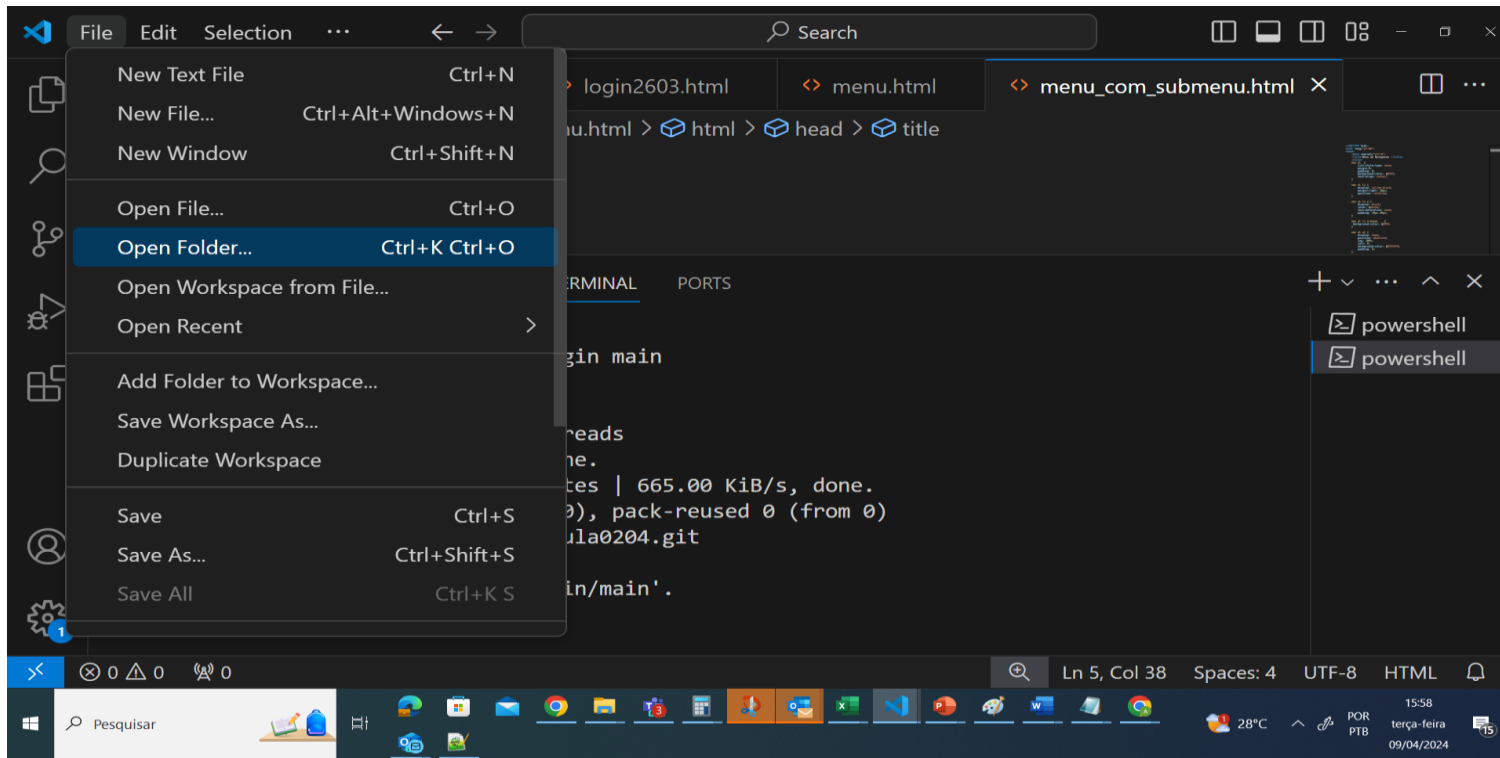 File Edit Selection ··· Search
New Text File Ctrl+N
New File... Ctrl+Alt+Windows+N
New Window Ctrl+Shift+N
Open File... Ctrl+O
Open Folder... Ctrl+K Ctrl+O
Open Workspace from File...
Open Recent
Add Folder to Workspace...
Save Workspace As...
Duplicate Workspace
Save Ctrl+S
Save As... Ctrl+Shift+S
Save All Ctrl+K S
login2603.html menu.html menu_com_submenu.html
nu.html > html > head > title
ERMINAL PORTS
gin main
reads
ne.
tes | 665.00 KiB/s, done.
0), pack-reused 0 (from 0)
ula0204.git
in/main'.
powershell
powershell
1
0 0 0 Ln 5, Col 38 Spaces: 4 UTF-8 HTML
Pesquisar
28°C
POR
PTB
15:58
terça-feira
09/04/2024
15